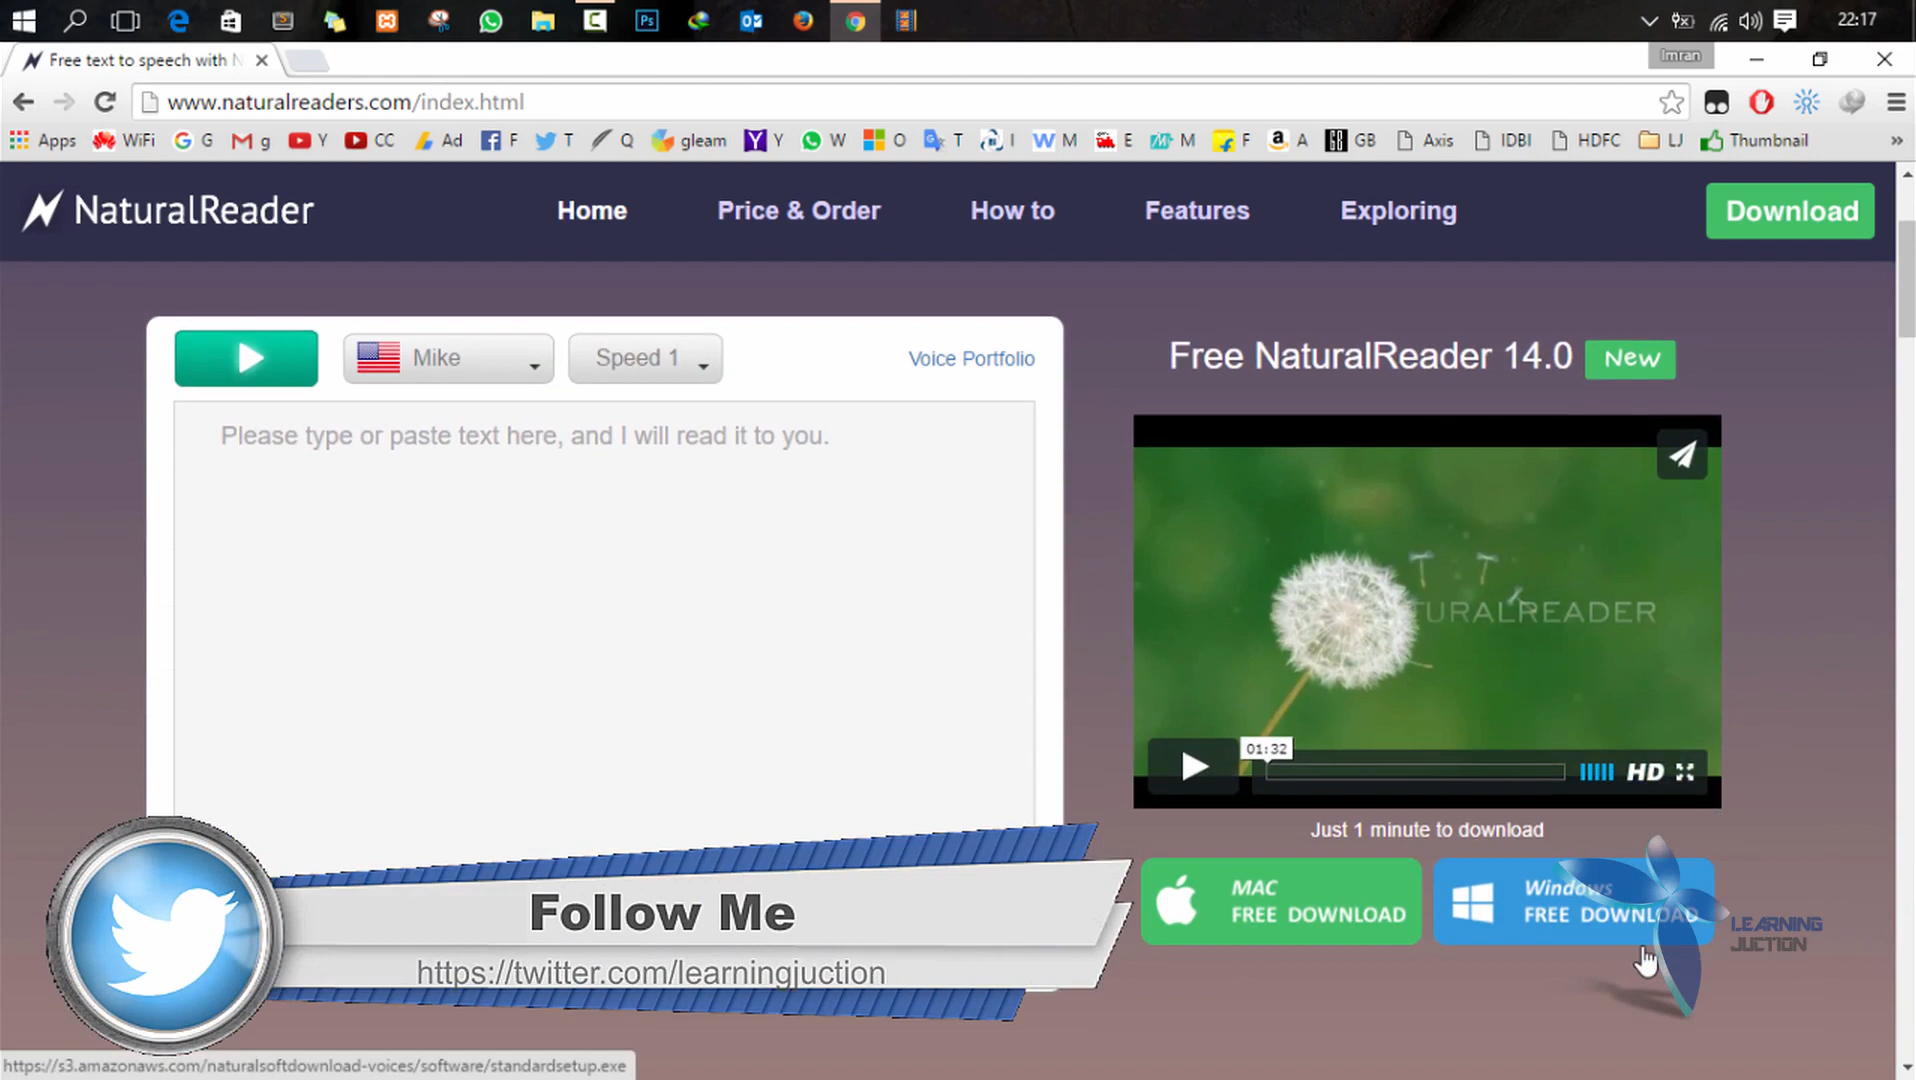 22:17
Free text to speech with N
Imran
www.naturalreaders.com/index.html
Apps WiFi G M g Y CC Ad F T Q gleam Y W O T I M E M F A GB Axis IDBI HDFC LJ Thumbnail »
NaturalReader Home Price & Order How to Features Exploring Download
Mike Speed 1 Voice Portfolio
Please type or paste text here, and I will read it to you.
Free NaturalReader 14.0 New
TURALREADER
01:32
HD
Just 1 minute to download
MAC
FREE DOWNLOAD
Windows
FREE DOWNLOAD
LEARNING
JUCTION
Follow Me
https://twitter.com/learningjuction
https://s3.amazonaws.com/naturalsoftdownload-voices/software/standardsetup.exe